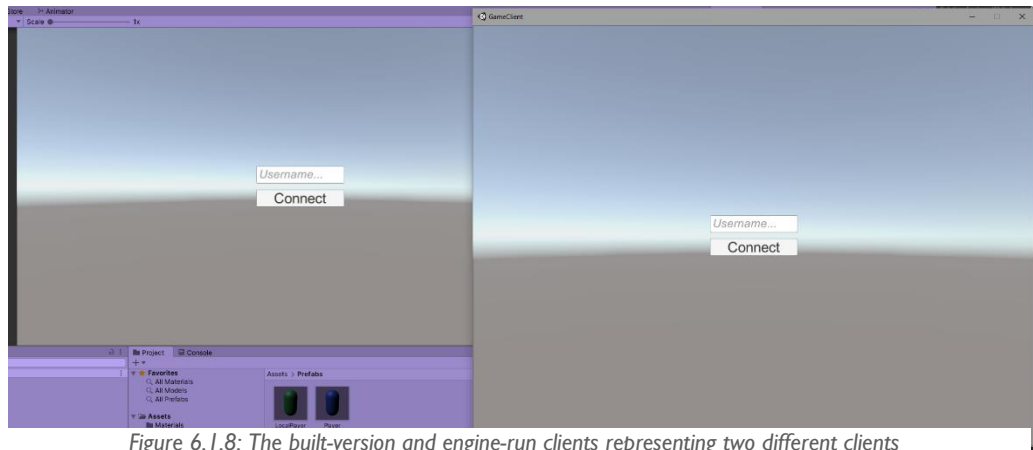 Store Animator
Scale 1x
GameClient
Username...
Connect
Username...
Connect
Project Console
Favorites
All Materials
All Models
All Prefabs
Assets
Materials
Assets > Prefabs
LocalPlayer Player
Figure 6.1.8: The built-version and engine-run clients representing two different clients